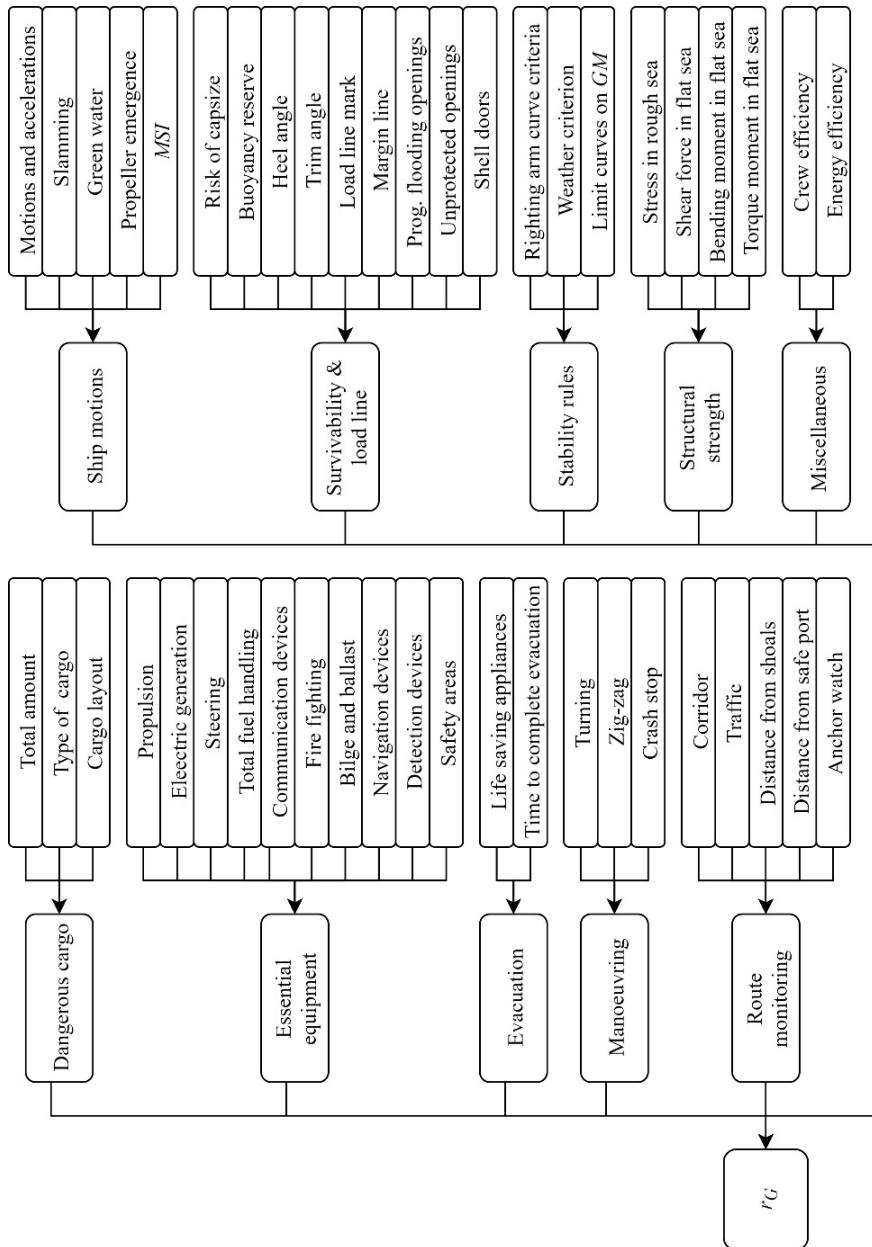 Motions and accelerations
Slamming
Green water
Propeller emergence
MSI
Ship motions
Risk of capsize
Buoyancy reserve
Heel angle
Trim angle
Load line mark
Margin line
Prog. flooding openings
Unprotected openings
Shell doors
Survivability &
load line
Righting arm curve criteria
Weather criterion
Limit curves on GM
Stability rules
Stress in rough sea
Shear force in flat sea
Bending moment in flat sea
Torque moment in flat sea
Structural
strength
Crew efficiency
Energy efficiency
Miscellaneous
Total amount
Type of cargo
Cargo layout
Dangerous cargo
Propulsion
Eleectric generation
Steering
Total fuel handling
Communication devices
Fire fighting
Bilge and ballast
Navigation devices
Detection devices
Safety areas
Essential
equipment
Life saving appliances
Time to complete evacuation
Evacuation
Turning
Zig-zag
Crash stop
Manoeuvring
Corridor
Traffic
Distance from shoals
Distance from safe port
Anchor watch
Route
monitoring
rG